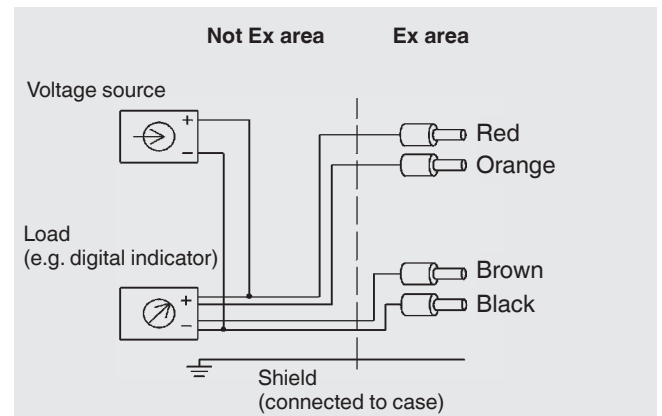 Not Ex area
Ex area
Voltage source
+
–
Red
Orange
Load
(e.g. digital indicator)
+
–
Brown
Black
Shield
(connected to case)